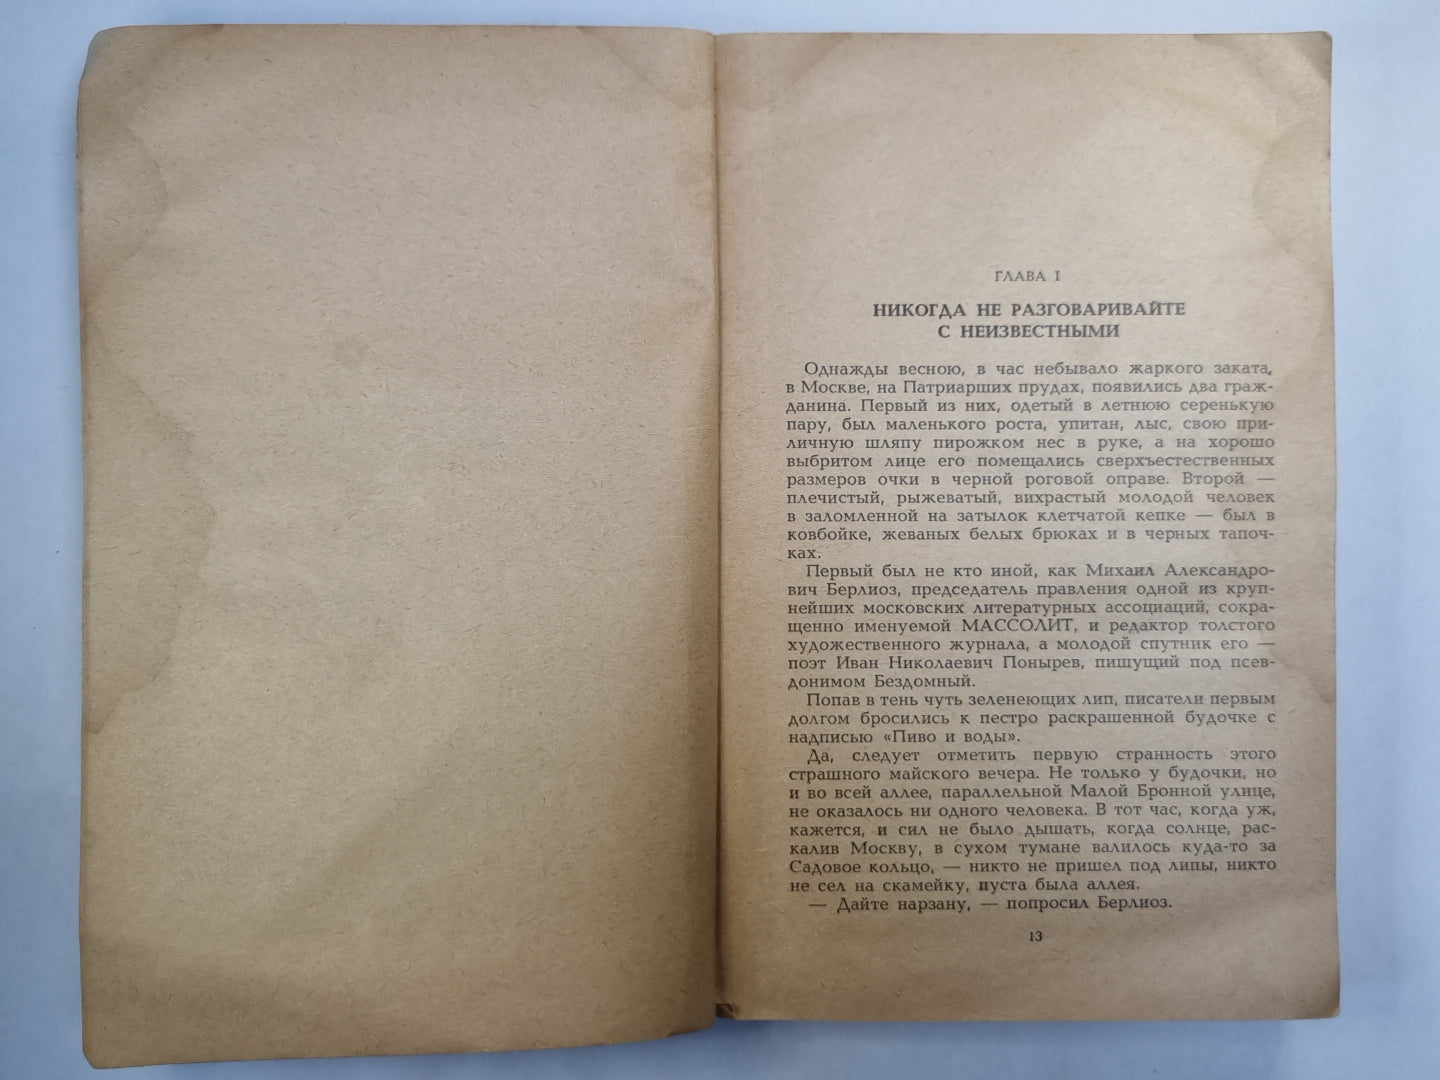 ГЛАВА I
НИКОГДА НЕ РАЗГОВАРИВАЙТЕ
С НЕИЗВЕСТНЫМИ
Однажды весною, в час небывало жаркого заката,
в Москве, на Патриарших прудах, появились два граж-
данина. Первый из них, одетый в летнюю серенькую
пару, был маленького роста, упитан, лыс, свою при-
личную шляпу пирожком нес в руке, а на хорошо
выбритом лице его помещались сверхъестественных
размеров очки в черной роговой оправе. Второй —
плечистый, рыжеватый, вихрастый молодой человек
в заломленной на затылок клетчатой кепке — был в
ковбойке, жеваных белых брюках и в черных тапоч-
ках.
Первый был не кто иной, как Михаил Александро-
вич Берлиоз, председатель правления одной из круп-
нейших московских литературных ассоциаций, сокра-
щенно именуемой МАССОЛИТ, и редактор толстого
художественного журнала, а молодой спутник его —
поэт Иван Николаевич Понырев, пишущий под псев-
донимом Бездомный.
Попав в тень чуть зеленеющих лип, писатели первым
долгом бросились к пестро раскрашенной будочке с
надписью «Пиво и воды».
Да, следует отметить первую странность этого
страшного майского вечера. Не только у будочки, но
и во всей аллее, параллельной Малой Бронной улице,
не оказалось ни одного человека. В тот час, когда уж,
кажется, и сил не было дышать, когда солнце, рас-
калив Москву, в сухом тумане валилось куда-то за
Садовое кольцо, — никто не пришел под липы, никто
не сел на скамейку, пуста была аллея.
— Дайте нарзану, — попросил Берлиоз.
13